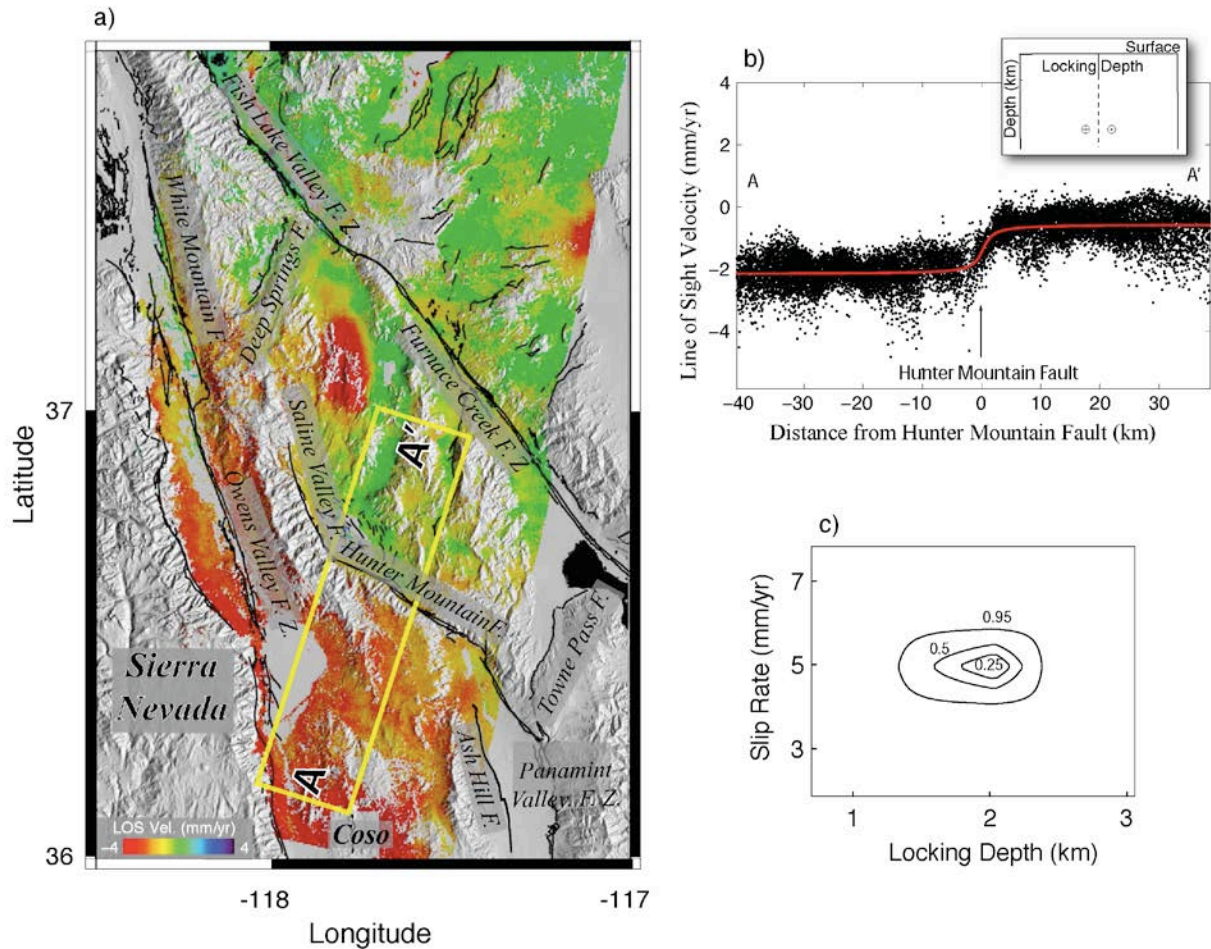 a)
Latitude
37
36
-118
-117
Longitude
Fish Lake Valley F. Z.
White Mountain F.
Deep Springs F.
Furnace Creek F. Z.
Saline Valley F.
Owens Valley F. Z.
Hunter Mountain F.
Towne Pass F.
Ash Hill F.
Panamint
Valley. F. Z.
Sierra
Nevada
Coso
A
A'
LOS Vel. (mm/yr)
-4
4
b)
Line of Sight Velocity (mm/yr)
4
2
0
−2
−4
A
A'
Hunter Mountain Fault
−40
−30
−20
−10
0
10
20
30
Distance from Hunter Mountain Fault (km)
Surface
Locking Depth
Depth (km)
c)
Slip Rate (mm/yr)
7
5
3
0.95
0.5
0.25
1
2
3
Locking Depth (km)